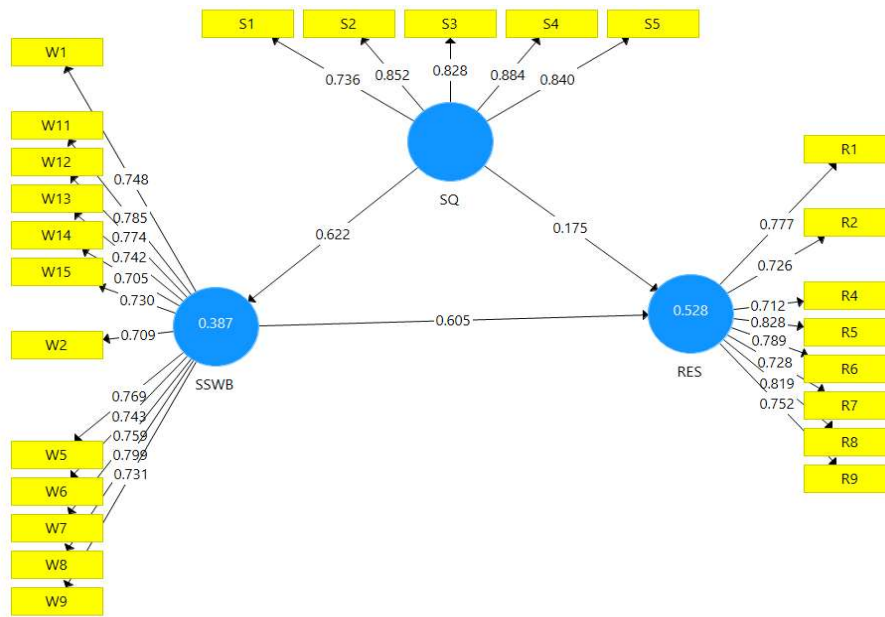 S1 S2 S3 S4 S5
0.736 0.852 0.828 0.884 0.840
SQ
0.622 0.175
W1
W11
W12
W13
W14
W15
W2
W5
W6
W7
W8
W9
0.748
0.785
0.774
0.742
0.705
0.730
0.709
0.769
0.743
0.759
0.799
0.731
0.387
SSWB
0.605
0.528
RES
0.777
0.726
0.712
0.828
0.789
0.728
0.819
0.752
R1
R2
R4
R5
R6
R7
R8
R9